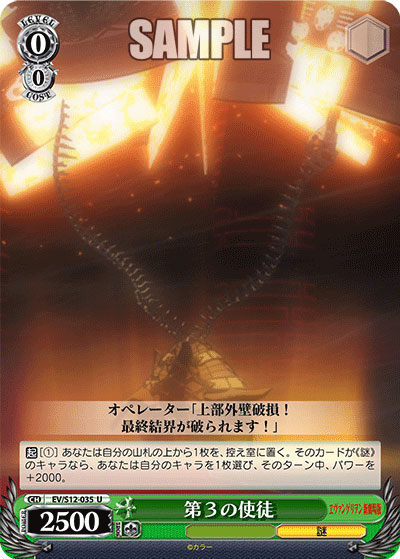 LEVEL
0
0
COST
SAMPLE
オペレーター「上部外壁破損！
最終結界が破られます！」
起［①］あなたは自分の山札の上から1枚を、控え室に置く。そのカードが《謎》
のキャラなら、あなたは自分のキャラを1枚選び、そのターン中、パワーを
＋2000。
CH EV/S12-035 U
POWER
2500
第３の使徒
ヱヴァンゲリヲン 新劇場版
謎
©カラー